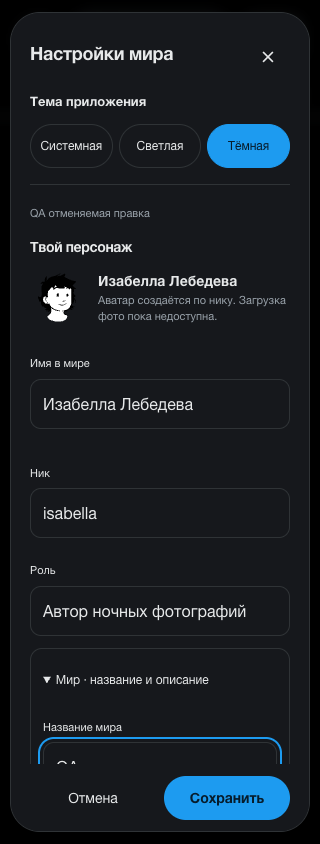 Настройки мира
Тема приложения
Системная
Светлая
Тёмная
QA отменяемая правка
Твой персонаж
Изабелла Лебедева
Аватар создаётся по нику. Загрузка
фото пока недоступна.
Имя в мире
Изабелла Лебедева
Ник
isabella
Роль
Автор ночных фотографий
Мир · название и описание
Название мира
Отмена
Сохранить